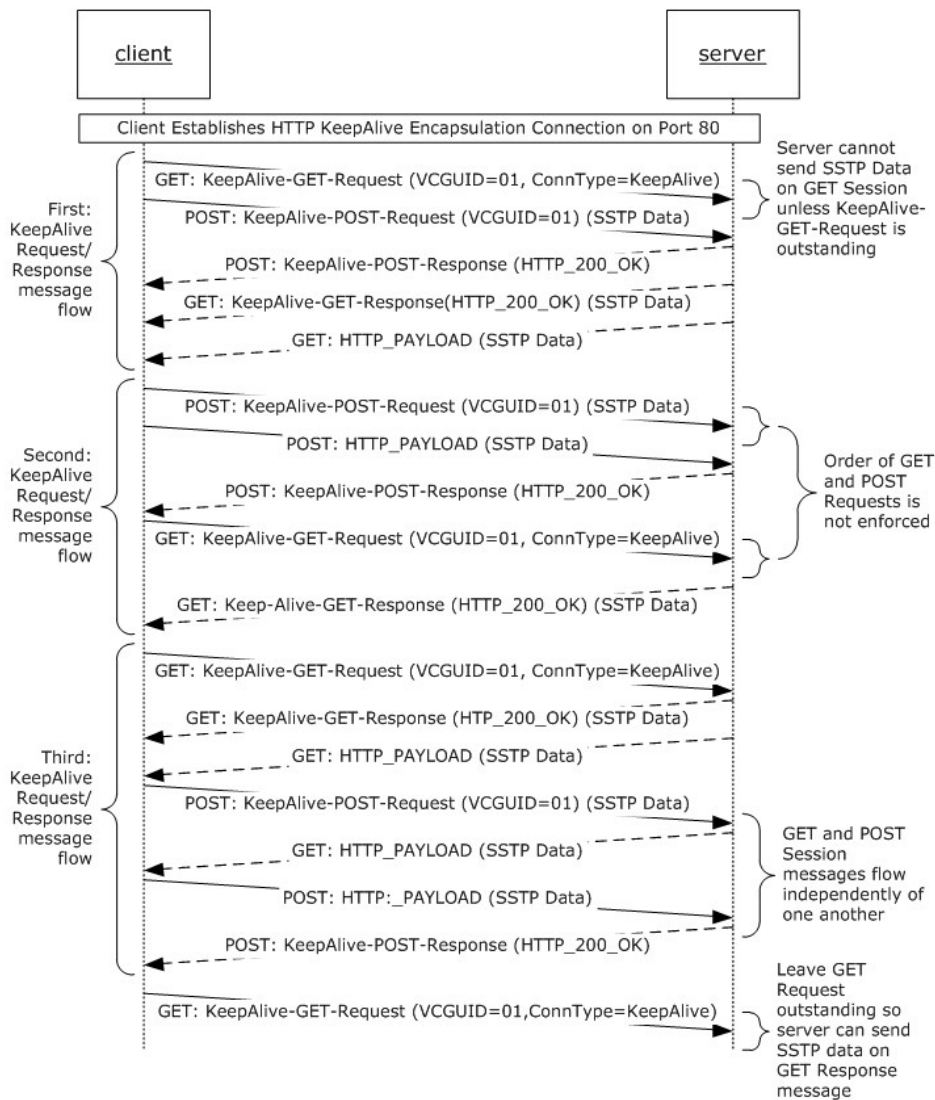 client
server
Client Establishes HTTP KeepAlive Encapsulation Connection on Port 80
First:
KeepAlive
Request/
Response
message
flow
GET: KeepAlive-GET-Request (VCGUID=01, ConnType=KeepAlive)
POST: KeepAlive-POST-Request (VCGUID=01) (SSTP Data)
POST: KeepAlive-POST-Response (HTTP_200_OK)
GET: KeepAlive-GET-Response(HTTP_200_OK) (SSTP Data)
GET: HTTP_PAYLOAD (SSTP Data)
Server cannot
send SSTP Data
on GET Session
unless KeepAlive-
GET-Request is
outstanding
Second:
KeepAlive
Request/
Response
message
flow
POST: KeepAlive-POST-Request (VCGUID=01) (SSTP Data)
POST: HTTP_PAYLOAD (SSTP Data)
POST: KeepAlive-POST-Response (HTTP_200_OK)
GET: KeepAlive-GET-Request (VCGUID=01, ConnType=KeepAlive)
GET: Keep-Alive-GET-Response (HTTP_200_OK) (SSTP Data)
Order of GET
and POST
Requests is
not enforced
Third:
KeepAlive
Request/
Response
message
flow
GET: KeepAlive-GET-Request (VCGUID=01, ConnType=KeepAlive)
GET: KeepAlive-GET-Response (HTP_200_OK) (SSTP Data)
GET: HTTP_PAYLOAD (SSTP Data)
POST: KeepAlive-POST-Request (VCGUID=01) (SSTP Data)
GET: HTTP_PAYLOAD (SSTP Data)
POST: HTTP:_PAYLOAD (SSTP Data)
POST: KeepAlive-POST-Response (HTTP_200_OK)
GET and POST
Session
messages flow
independently of
one another
GET: KeepAlive-GET-Request (VCGUID=01,ConnType=KeepAlive)
Leave GET
Request
outstanding so
server can send
SSTP data on
GET Response
message